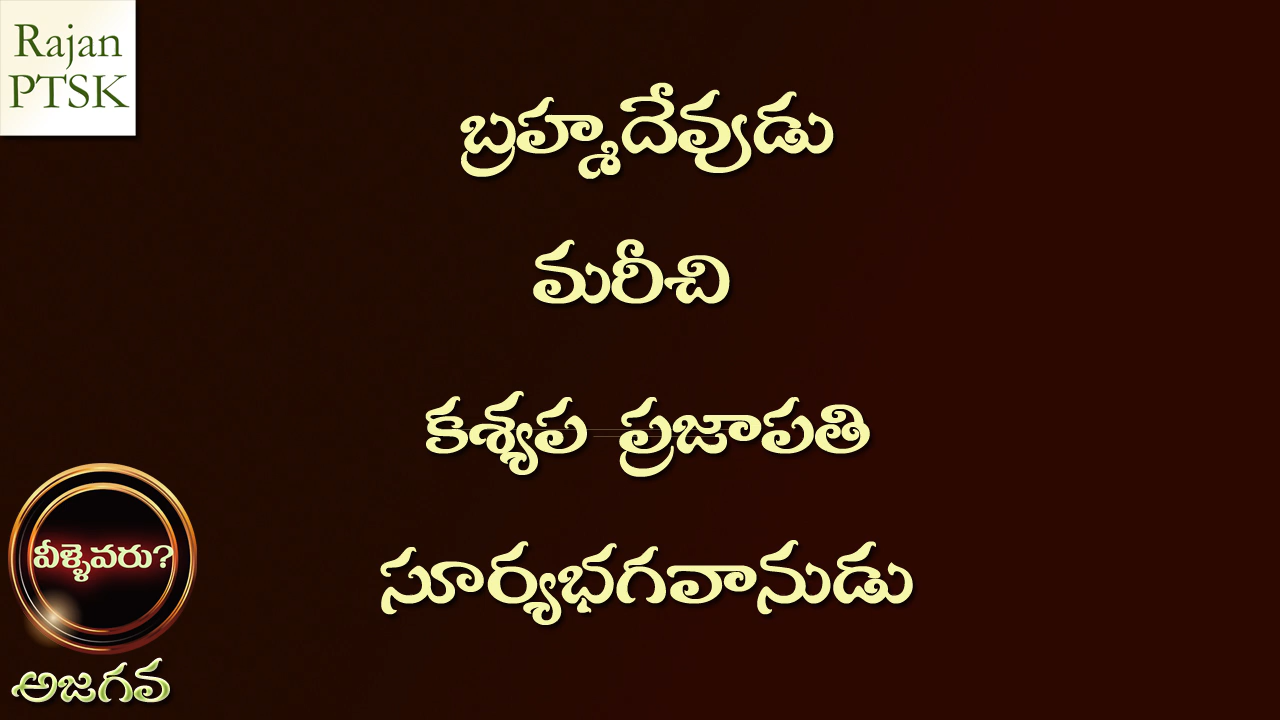 Rajan
PTSK
బ్రహ్మదేవుడు
మరీచి
కశ్యప ప్రజాపతి
సూర్యభగవానుడు
వీళ్ళెవరు?
అజగవ